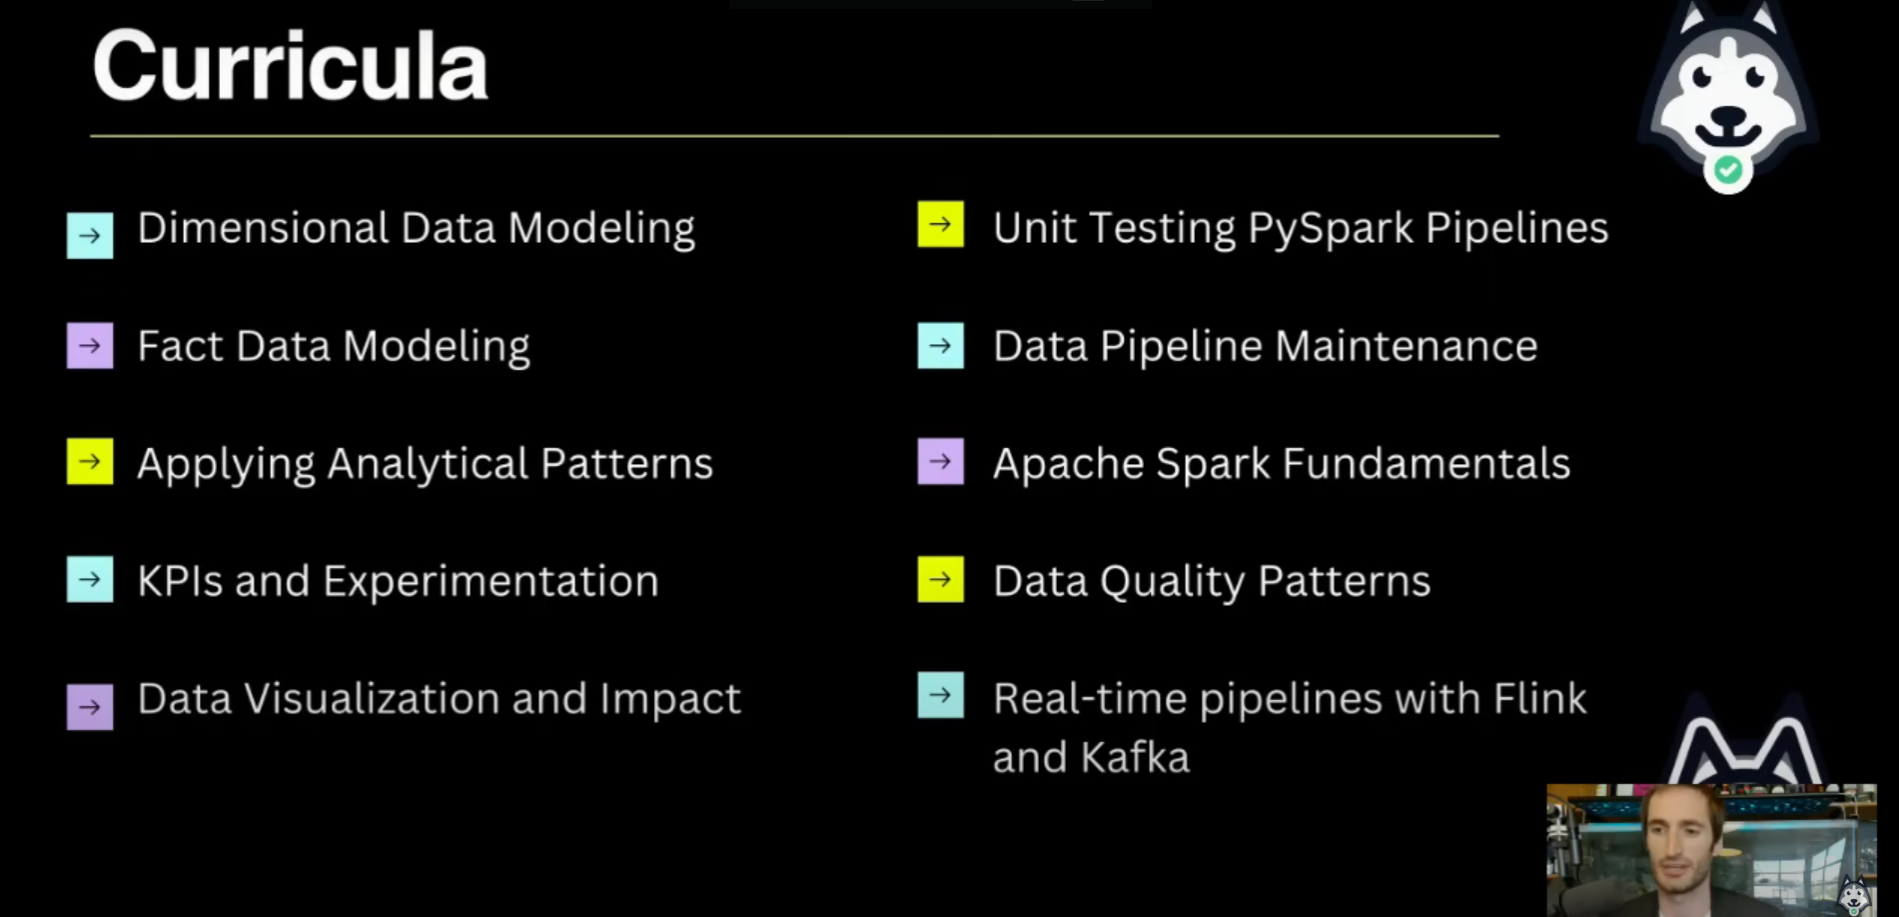 Curricula
Dimensional Data Modeling
Fact Data Modeling
Applying Analytical Patterns
KPIs and Experimentation
Data Visualization and Impact
Unit Testing PySpark Pipelines
Data Pipeline Maintenance
Apache Spark Fundamentals
Data Quality Patterns
Real-time pipelines with Flink
and Kafka